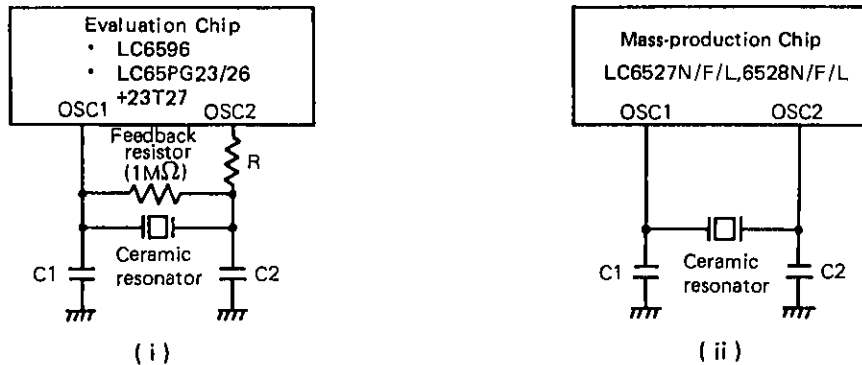 Evaluation Chip
• LC6596
• LC65PG23/26
+23T27
OSC1
OSC2
Feedback
resistor
(1MΩ)
R
Ceramic
resonator
C1
C2
( i )
Mass-production Chip
LC6527N/F/L,6528N/F/L
OSC1
OSC2
Ceramic
resonator
C1
C2
( ii )